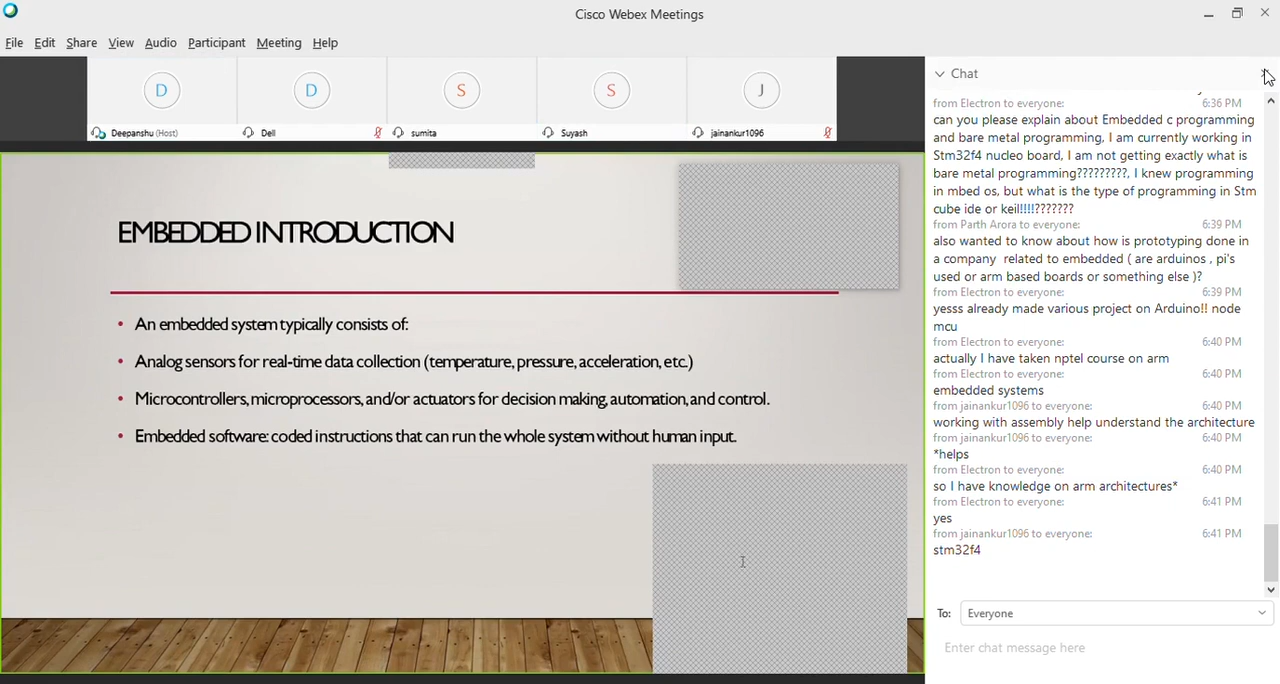 Cisco Webex Meetings
File Edit Share View Audio Participant Meeting Help
D D S S J
Deepanshu (Host) Dell sumita Suyash jainankur1096
EMBEDDED INTRODUCTION
• An embedded system typically consists of:
• Analog sensors for real-time data collection (temperature, pressure, acceleration, etc.)
• Microcontrollers, microprocessors, and/or actuators for decision making, automation, and control.
• Embedded software: coded instructions that can run the whole system without human input.
Chat
from Electron to everyone: 6:36 PM
can you please explain about Embedded c programming
and bare metal programming, I am currently working in
Stm32f4 nucleo board, I am not getting exactly what is
bare metal programming?????????, I knew programming
in mbed os, but what is the type of programming in Stm
cube ide or keil!!!!???????
from Parth Arora to everyone: 6:39 PM
also wanted to know about how is prototyping done in
a company related to embedded ( are arduinos , pi's
used or arm based boards or something else )?
from Electron to everyone: 6:39 PM
yesss already made various project on Arduino!! node
mcu
from Electron to everyone: 6:40 PM
actually I have taken nptel course on arm
from Electron to everyone: 6:40 PM
embedded systems
from jainankur1096 to everyone: 6:40 PM
working with assembly help understand the architecture
from jainankur1096 to everyone: 6:40 PM
*helps
from Electron to everyone: 6:40 PM
so I have knowledge on arm architectures*
from Electron to everyone: 6:41 PM
yes
from jainankur1096 to everyone: 6:41 PM
stm32f4
To: Everyone
Enter chat message here